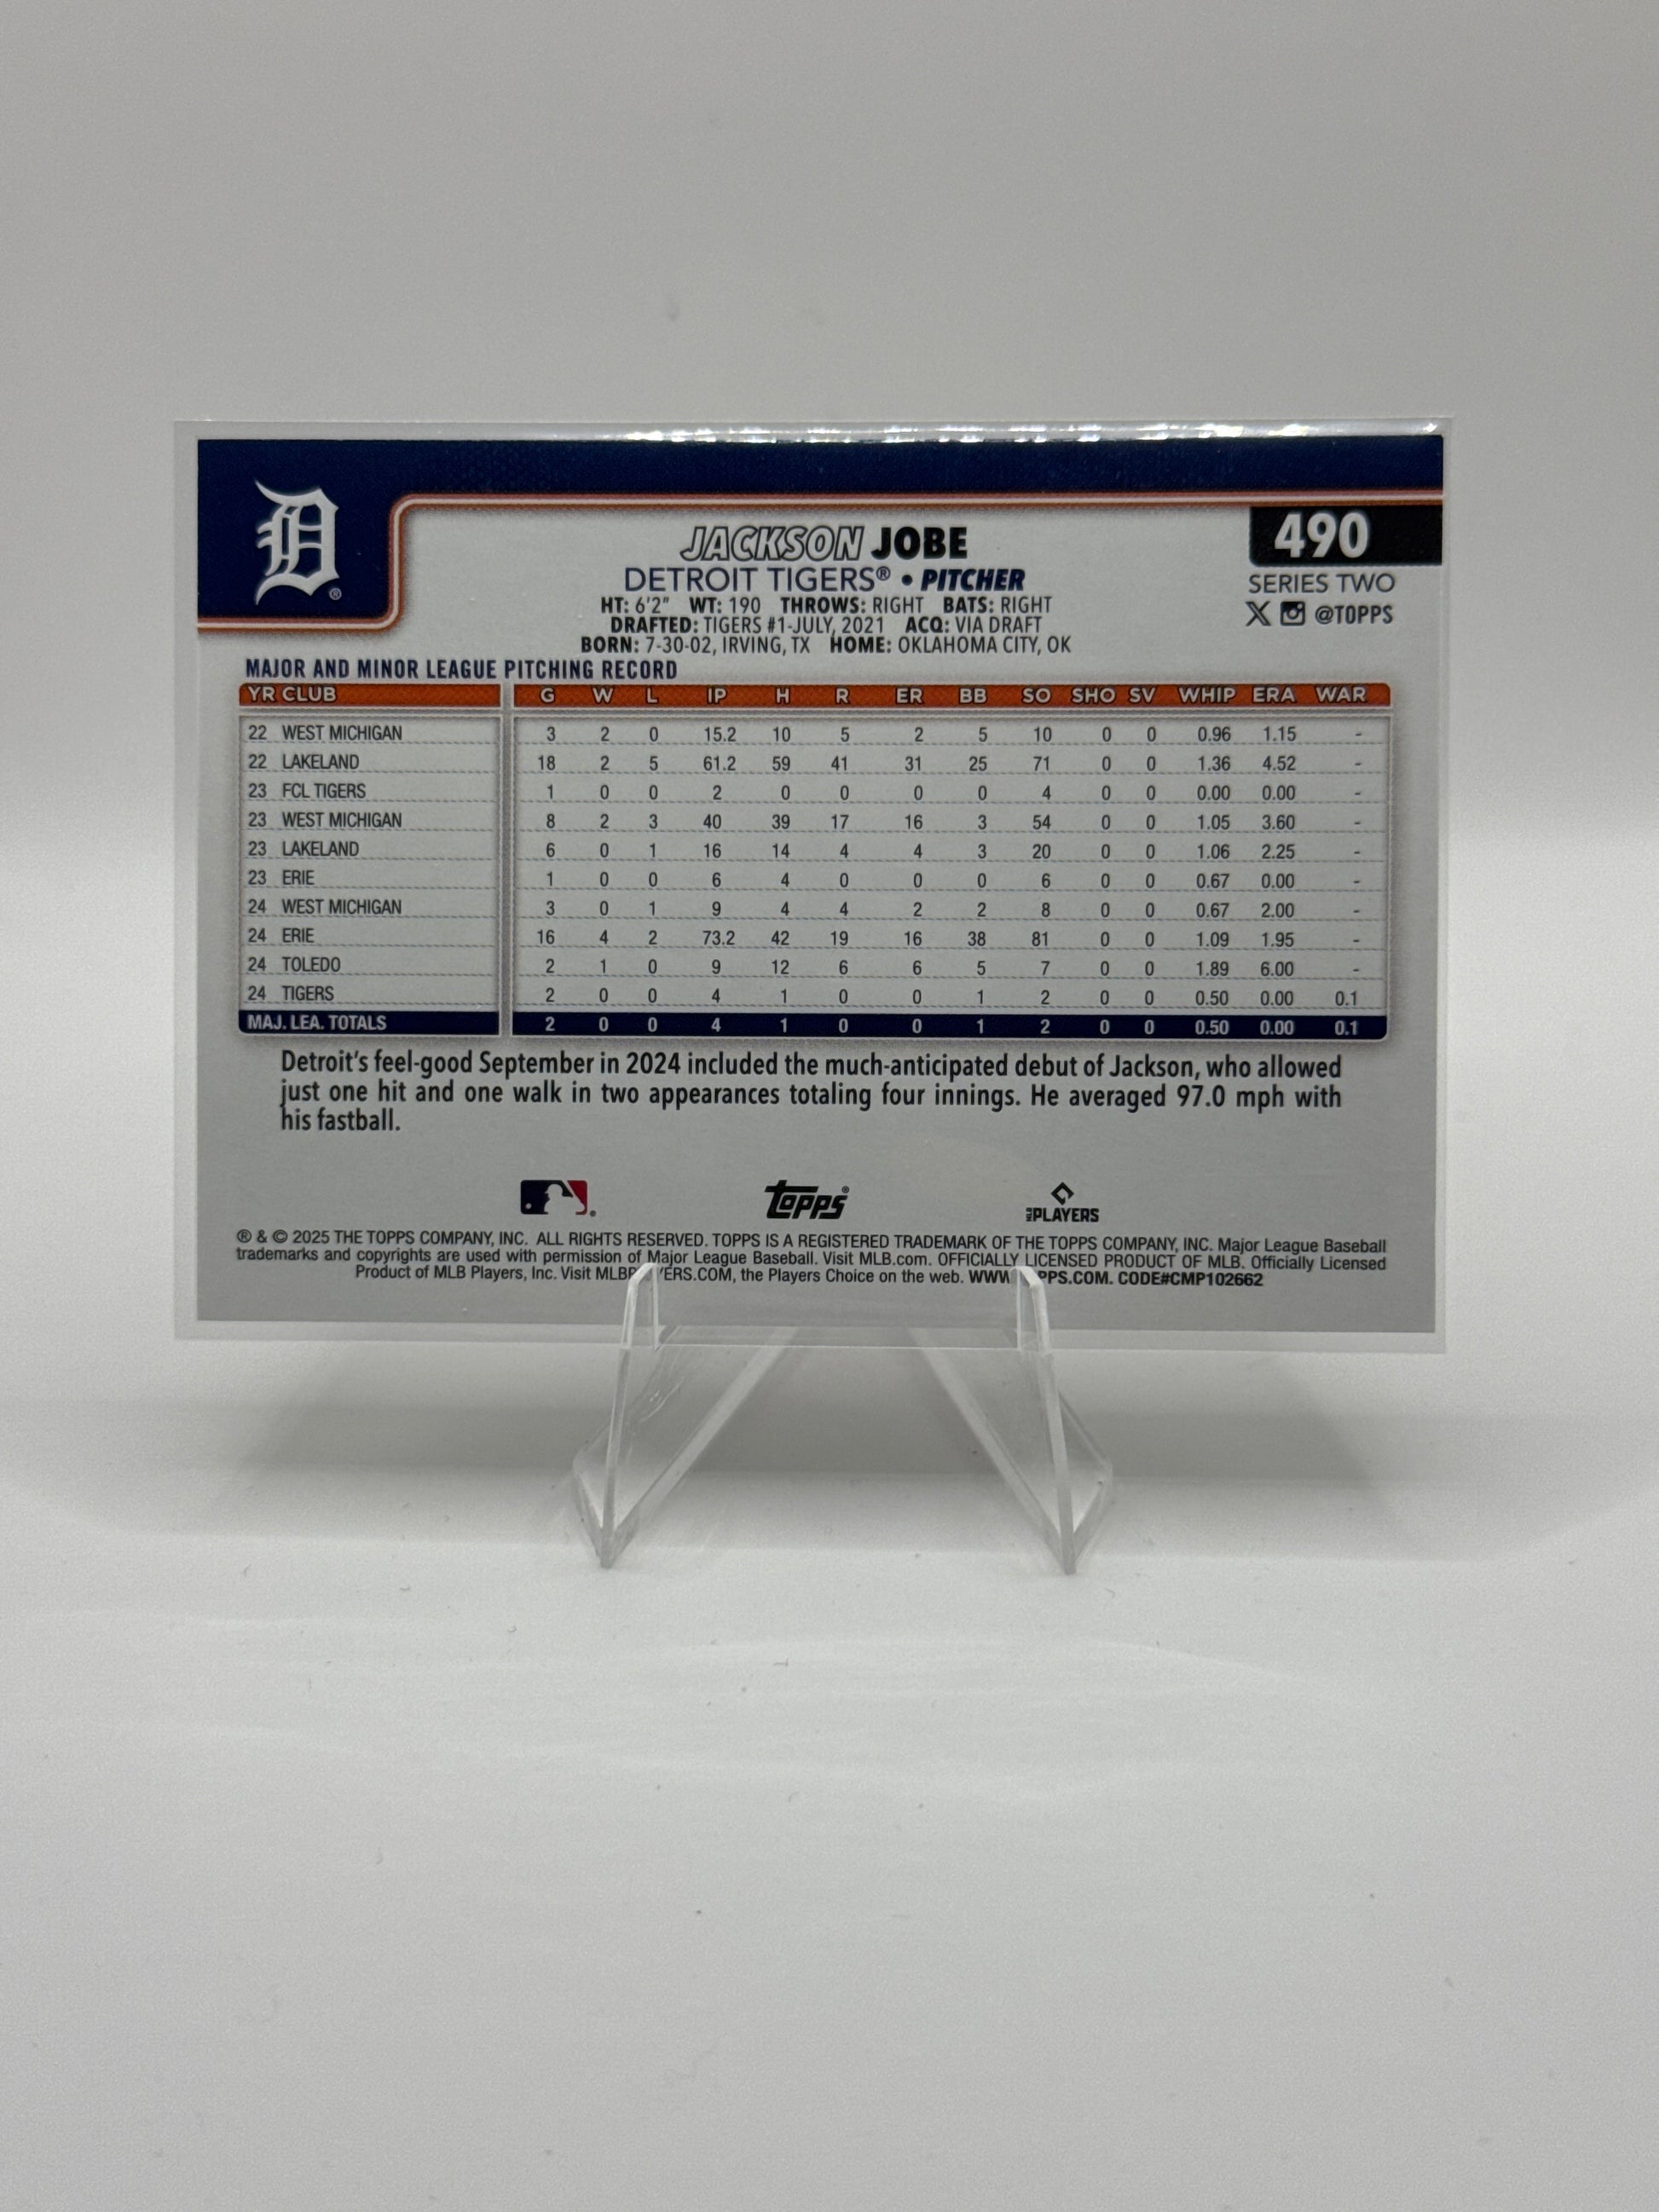 D®
JACKSON JOBE
490
DETROIT TIGERS® • PITCHER
SERIES TWO
HT: 6'2" WT: 190 THROWS: RIGHT BATS: RIGHT
@TOPPS
DRAFTED: TIGERS #1-JULY, 2021 ACQ: VIA DRAFT
BORN: 7-30-02, IRVING, TX HOME: OKLAHOMA CITY, OK
MAJOR AND MINOR LEAGUE PITCHING RECORD
YR CLUB G W L IP H R ER BB SO SHO SV WHIP ERA WAR
22 WEST MICHIGAN 3 2 0 15.2 10 5 2 5 10 0 0 0.96 1.15 -
22 LAKELAND 18 2 5 61.2 59 41 31 25 71 0 0 1.36 4.52 -
23 FCL TIGERS 1 0 0 2 0 0 0 0 4 0 0 0.00 0.00 -
23 WEST MICHIGAN 8 2 3 40 39 17 16 3 54 0 0 1.05 3.60 -
23 LAKELAND 6 0 1 16 14 4 4 3 20 0 0 1.06 2.25 -
23 ERIE 1 0 0 6 4 0 0 0 6 0 0 0.67 0.00 -
24 WEST MICHIGAN 3 0 1 9 4 4 2 2 8 0 0 0.67 2.00 -
24 ERIE 16 4 2 73.2 42 19 16 38 81 0 0 1.09 1.95 -
24 TOLEDO 2 1 0 9 12 6 6 5 7 0 0 1.89 6.00 -
24 TIGERS 2 0 0 4 1 0 0 1 2 0 0 0.50 0.00 0.1
MAJ. LEA. TOTALS 2 0 0 4 1 0 0 1 2 0 0 0.50 0.00 0.1
Detroit's feel-good September in 2024 included the much-anticipated debut of Jackson, who allowed
just one hit and one walk in two appearances totaling four innings. He averaged 97.0 mph with
his fastball.
topps® PLAYERS
® & © 2025 THE TOPPS COMPANY, INC. ALL RIGHTS RESERVED. TOPPS IS A REGISTERED TRADEMARK OF THE TOPPS COMPANY, INC. Major League Baseball
trademarks and copyrights are used with permission of Major League Baseball. Visit MLB.com. OFFICIALLY LICENSED PRODUCT OF MLB. Officially Licensed
Product of MLB Players, Inc. Visit the Players Choice on the web. CODE#CMP102662